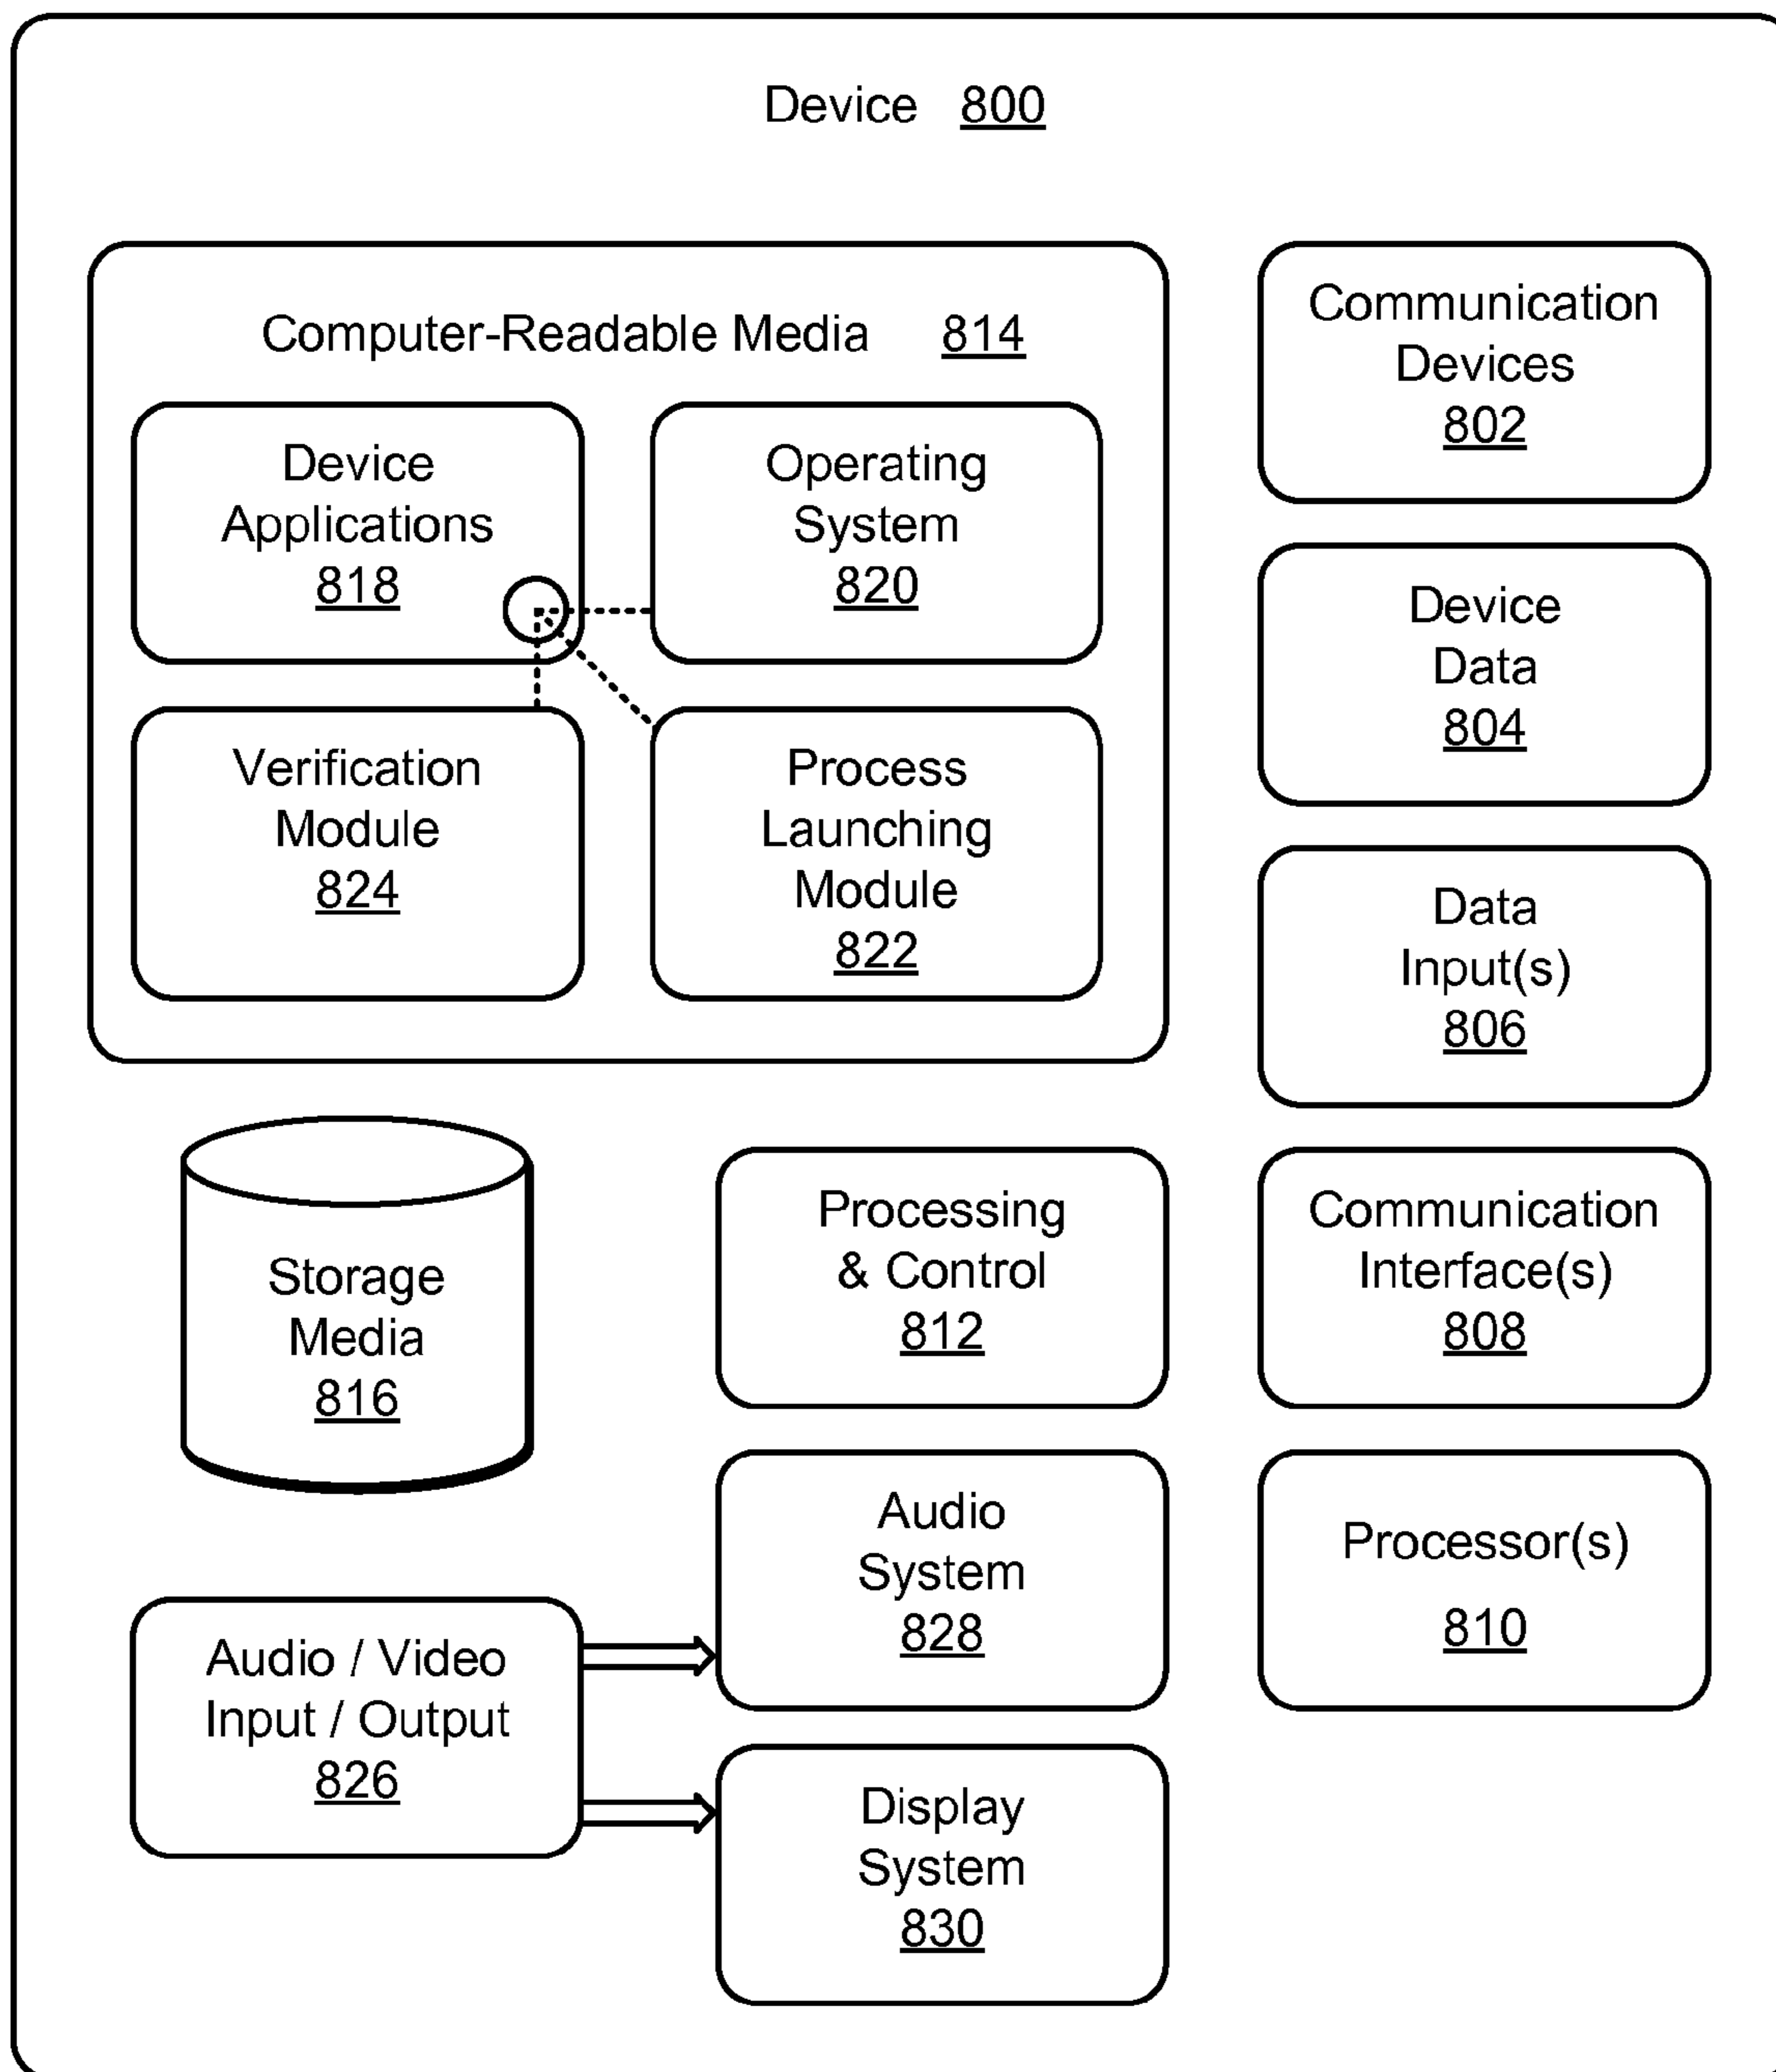 Device 800
Computer-Readable Media 814
Device
Applications
818
Operating
System
820
Verification
Module
824
Process
Launching
Module
822
Communication
Devices
802
Device
Data
804
Data
Input(s)
806
Storage
Media
816
Processing
& Control
812
Communication
Interface(s)
808
Audio
System
828
Processor(s)
810
Audio / Video
Input / Output
826
Display
System
830